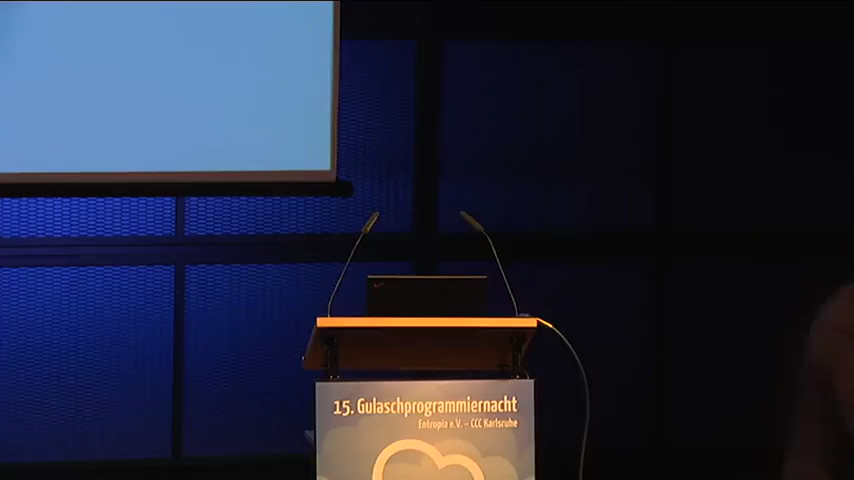 15. Gulaschprogrammiernacht
Entropia e.V. – CCC Karlsruhe